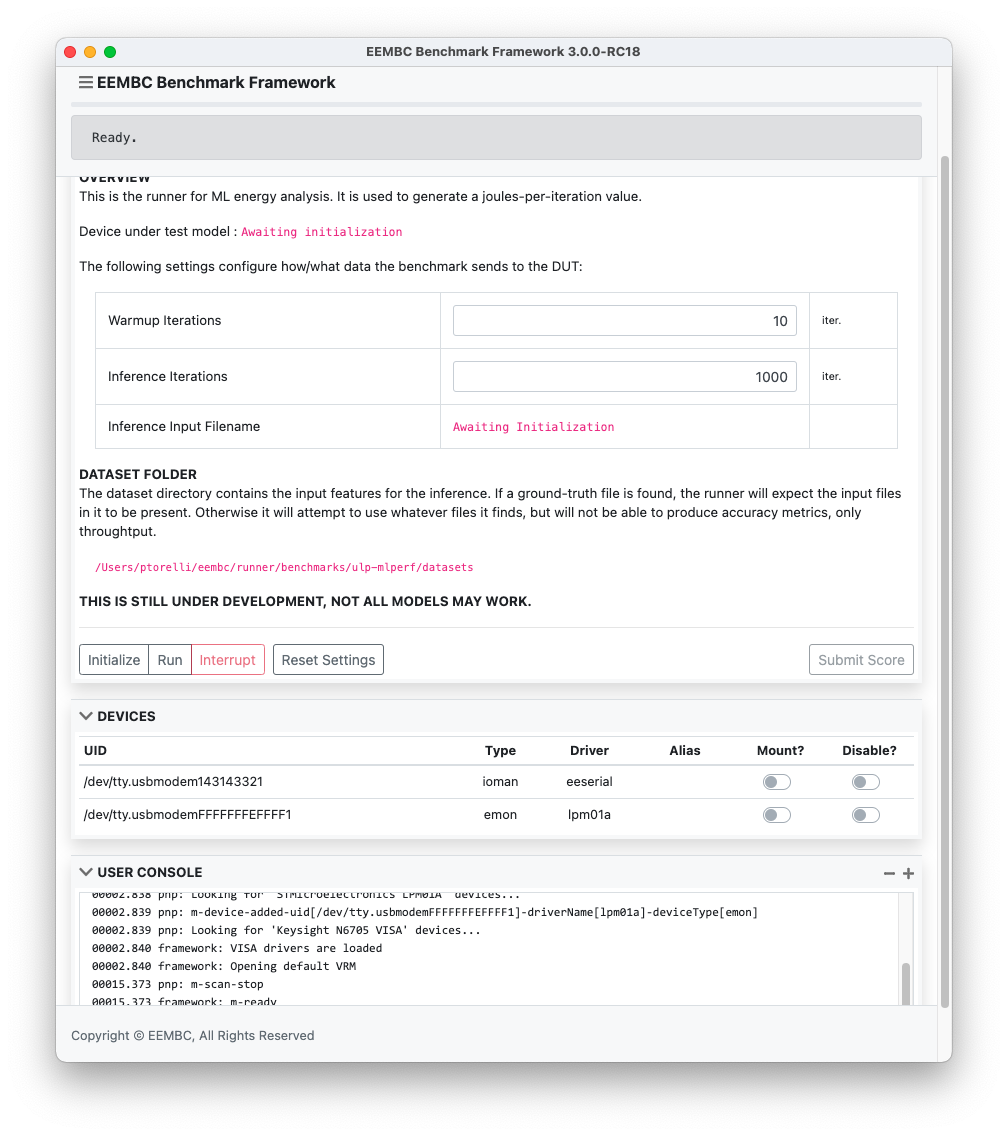 EEMBC Benchmark Framework 3.0.0-RC18
EEMBC Benchmark Framework
Ready.
OVERVIEW
This is the runner for ML energy analysis. It is used to generate a joules-per-iteration value.
Device under test model : Awaiting initialization
The following settings configure how/what data the benchmark sends to the DUT:
Warmup Iterations 10 iter.
Inference Iterations 1000 iter.
Inference Input Filename Awaiting Initialization
DATASET FOLDER
The dataset directory contains the input features for the inference. If a ground-truth file is found, the runner will expect the input files
in it to be present. Otherwise it will attempt to use whatever files it finds, but will not be able to produce accuracy metrics, only
throughtput.
/Users/ptorelli/eembc/runner/benchmarks/ulp-mlperf/datasets
THIS IS STILL UNDER DEVELOPMENT, NOT ALL MODELS MAY WORK.
Initialize Run Interrupt Reset Settings Submit Score
DEVICES
UID Type Driver Alias Mount? Disable?
/dev/tty.usbmodem143143321 ioman eeserial
/dev/tty.usbmodemFFFFFFFEFFFF1 emon lpm01a
USER CONSOLE
00002.838 pnp: Looking for 'STMicroelectronics LPM01A' devices...
00002.839 pnp: m-device-added-uid[/dev/tty.usbmodemFFFFFFFEFFFF1]-driverName[lpm01a]-deviceType[emon]
00002.839 pnp: Looking for 'Keysight N6705 VISA' devices...
00002.840 framework: VISA drivers are loaded
00002.840 framework: Opening default VRM
00015.373 pnp: m-scan-stop
00015.373 framework: m-ready
Copyright © EEMBC, All Rights Reserved